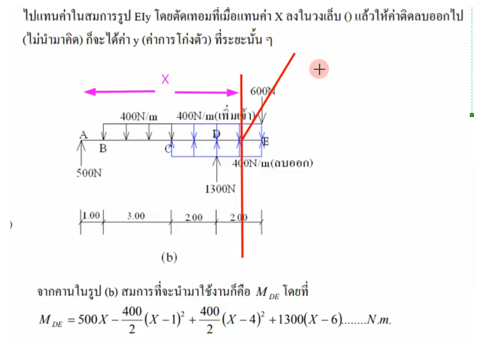 ไปแทนค่าในสมการรูป EIy โดยตัดเทอมที่เมื่อแทนค่า X ลงในวงเล็บ () แล้วให้ค่าติดลบออกไป
(ไม่นำมาคิด) ก็จะได้ค่า y (ค่าการโก่งตัว) ที่ระยะนั้น ๆ
X
600N
400N/m 400N/m(เพิ่มเข้า)
A B C D E
400N/m(ลบออก)
500N
1300N
1.00 3.00 2.00 2.00
(b)
จากคานในรูป (b) สมการที่จะนำมาใช้งานก็คือ M_DE โดยที่
M_DE = 500X − 400/2 (X − 1)² + 400/2 (X − 4)² + 1300(X − 6)........N.m.